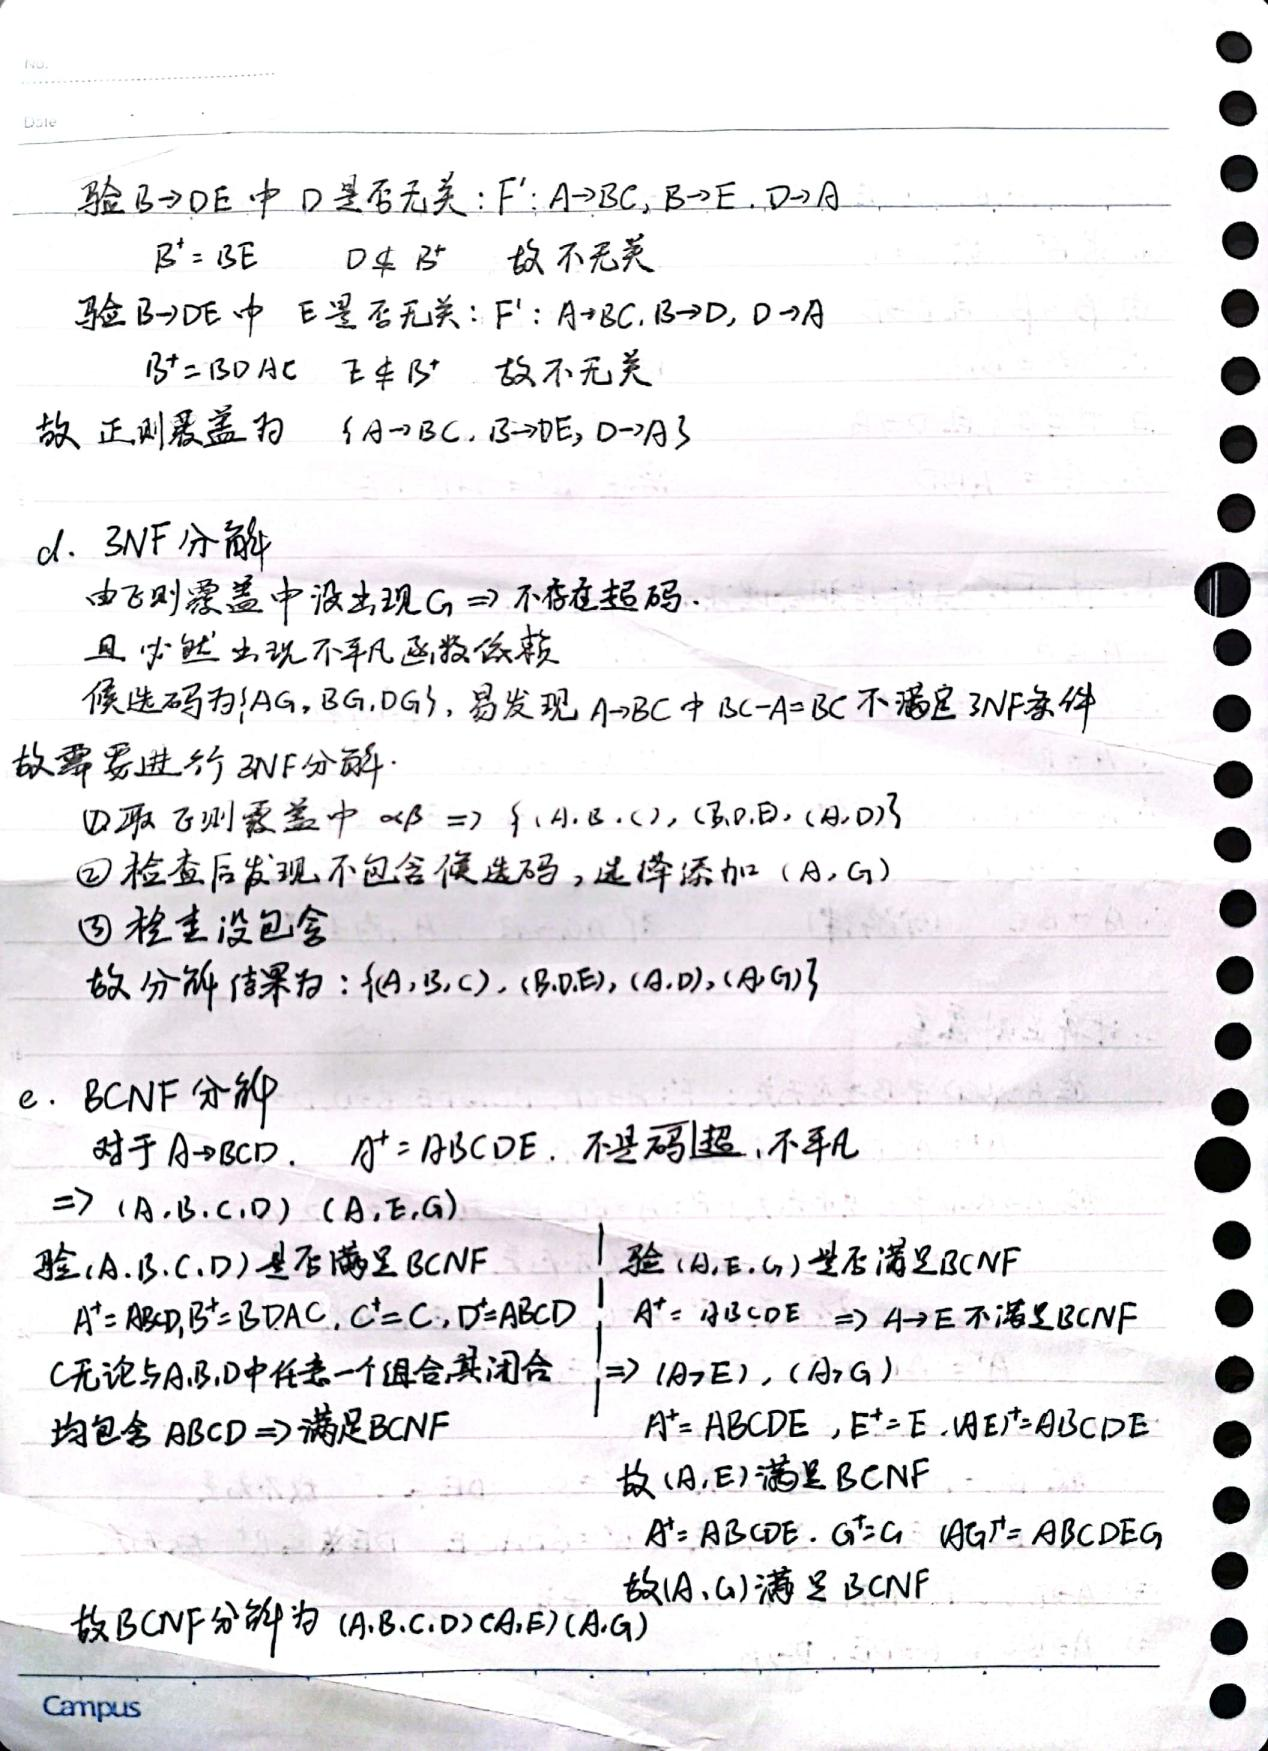 No.
Date
验B→DE中 D是否无关: F': A→BC, B→E, D→A
B⁺=BE D∉B⁺ 故不无关
验B→DE中 E是否无关: F': A→BC, B→D, D→A
B⁺=BDAC E∉B⁺ 故不无关
故 正则覆盖为 {A→BC, B→DE, D→A}
d. 3NF分解
由正则覆盖中没出现G => 不存在超码.
且必然出现不平凡函数依赖
候选码为{AG, BG, DG}, 易发现 A→BC中 BC-A=BC 不满足3NF条件
故需要进行3NF分解.
①取正则覆盖中 αβ => {(A.B.C), (B.D.E), (A.D)}
②检查后发现不包含候选码, 选择添加 (A, G)
③检查没包含
故分解结果为: {(A,B,C), (B.D.E), (A.D), (A.G)}
e. BCNF分解
对于A→BCD. A⁺=ABCDE. 不是码超, 不平凡
=> (A.B.C.D) (A,E,G)
验(A.B.C.D)是否满足BCNF
A⁺=ABCD, B⁺=BDAC, C⁺=C, D⁺=ABCD
C无论与A.B.D中任意一个组合,其闭合
均包含ABCD => 满足BCNF
验(A,E,G)是否满足BCNF
A⁺=ABCDE => A→E不满足BCNF
=> (A,E), (A,G)
A⁺=ABCDE, E⁺=E, (AE)⁺=ABCDE
故(A,E)满足BCNF
A⁺=ABCDE. G⁺=G (AG)⁺=ABCDEG
故(A,G)满足BCNF
故BCNF分解为 (A.B.C.D)(A,E)(A,G)
Campus